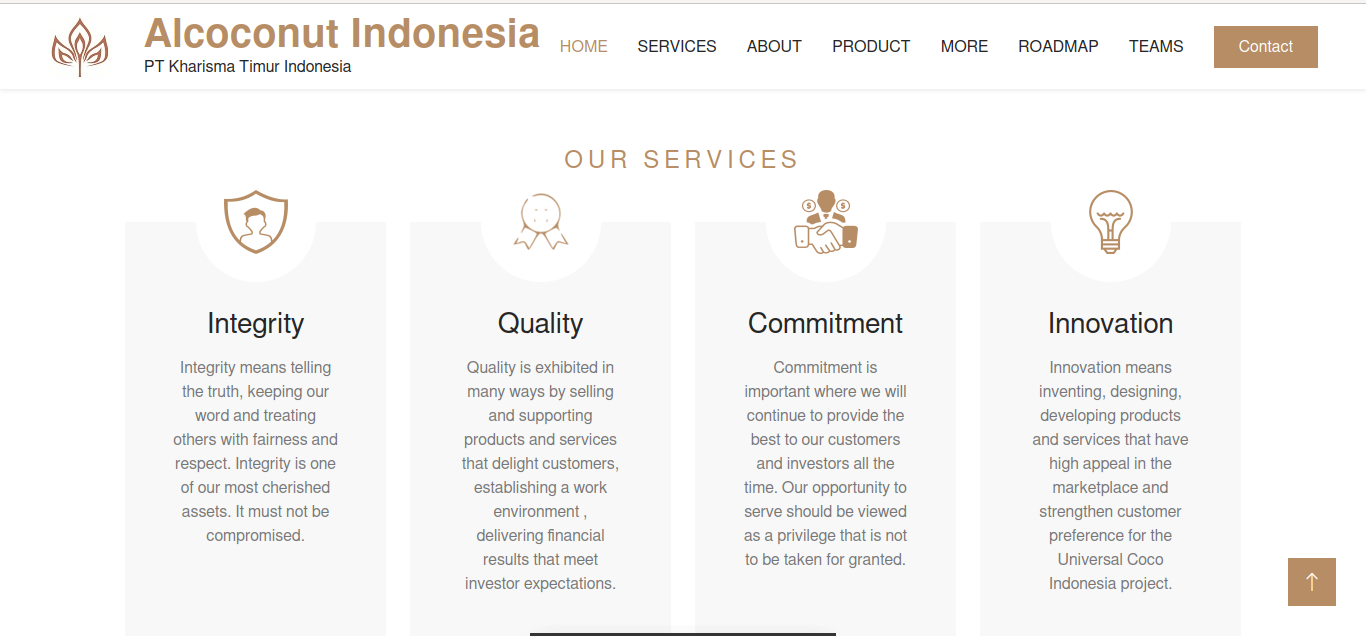 Alcoconut Indonesia
PT Kharisma Timur Indonesia
HOME SERVICES ABOUT PRODUCT MORE ROADMAP TEAMS Contact
OUR SERVICES
Integrity
Integrity means telling
the truth, keeping our
word and treating
others with fairness and
respect. Integrity is one
of our most cherished
assets. It must not be
compromised.
Quality
Quality is exhibited in
many ways by selling
and supporting
products and services
that delight customers,
establishing a work
environment ,
delivering financial
results that meet
investor expectations.
Commitment
Commitment is
important where we will
continue to provide the
best to our customers
and investors all the
time. Our opportunity to
serve should be viewed
as a privilege that is not
to be taken for granted.
Innovation
Innovation means
inventing, designing,
developing products
and services that have
high appeal in the
marketplace and
strengthen customer
preference for the
Universal Coco
Indonesia project.